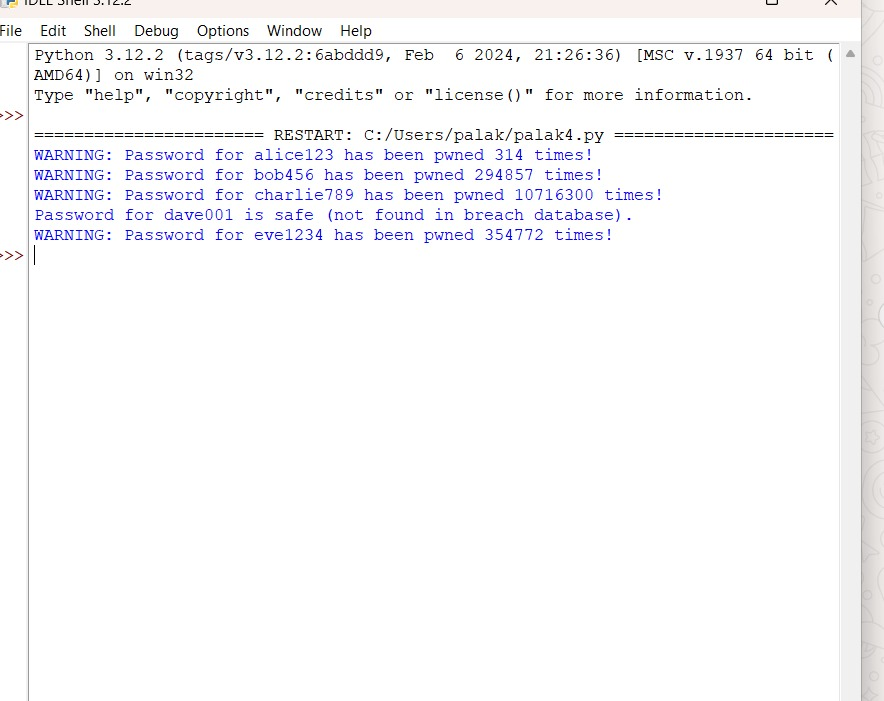 IDLE Shell 3.12.2
File Edit Shell Debug Options Window Help
Python 3.12.2 (tags/v3.12.2:6abddd9, Feb  6 2024, 21:26:36) [MSC v.1937 64 bit (
AMD64)] on win32
Type "help", "copyright", "credits" or "license()" for more information.
>>>
======================= RESTART: C:/Users/palak/palak4.py ======================
WARNING: Password for alice123 has been pwned 314 times!
WARNING: Password for bob456 has been pwned 294857 times!
WARNING: Password for charlie789 has been pwned 10716300 times!
Password for dave001 is safe (not found in breach database).
WARNING: Password for eve1234 has been pwned 354772 times!
>>>